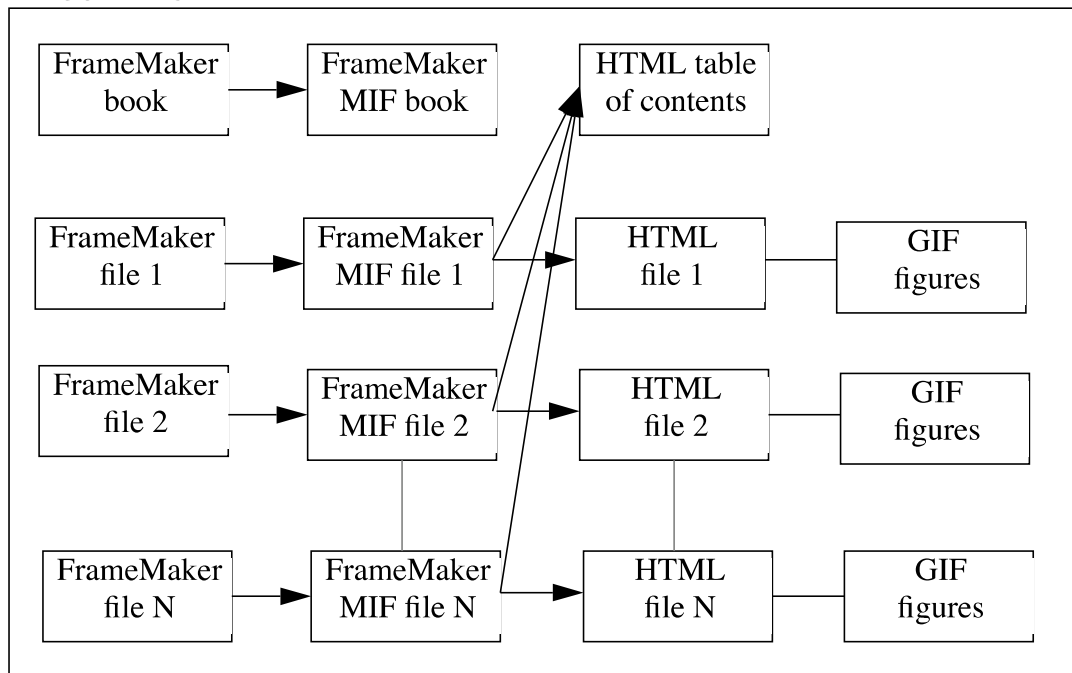 FrameMaker
book
FrameMaker
MIF book
HTML table
of contents
FrameMaker
file 1
FrameMaker
MIF file 1
HTML
file 1
GIF
figures
FrameMaker
file 2
FrameMaker
MIF file 2
HTML
file 2
GIF
figures
FrameMaker
file N
FrameMaker
MIF file N
HTML
file N
GIF
figures